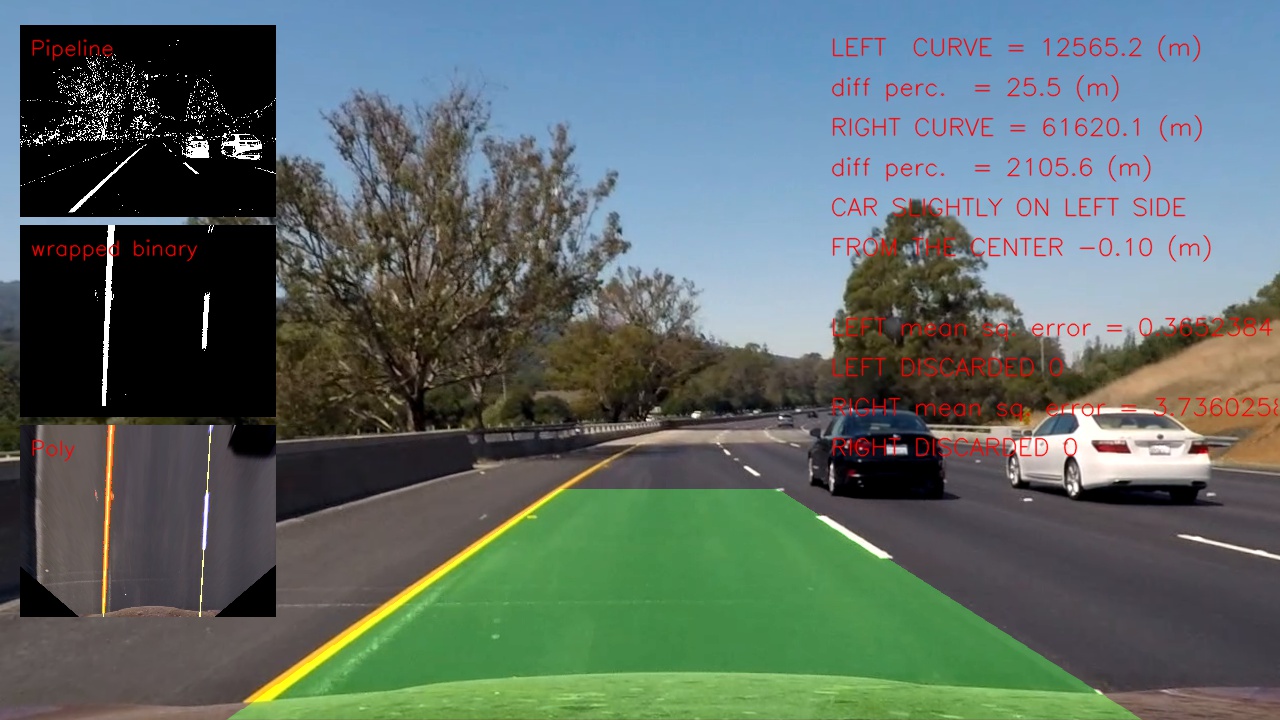 Pipeline
wrapped binary
Poly
LEFT CURVE = 12565.2 (m)
diff perc. = 25.5 (m)
RIGHT CURVE = 61620.1 (m)
diff perc. = 2105.6 (m)
CAR SLIGHTLY ON LEFT SIDE
FROM THE CENTER -0.10 (m)
LEFT mean sq. error = 0.3652384
LEFT DISCARDED 0
RIGHT mean sq. error = 3.736025
RIGHT DISCARDED 0